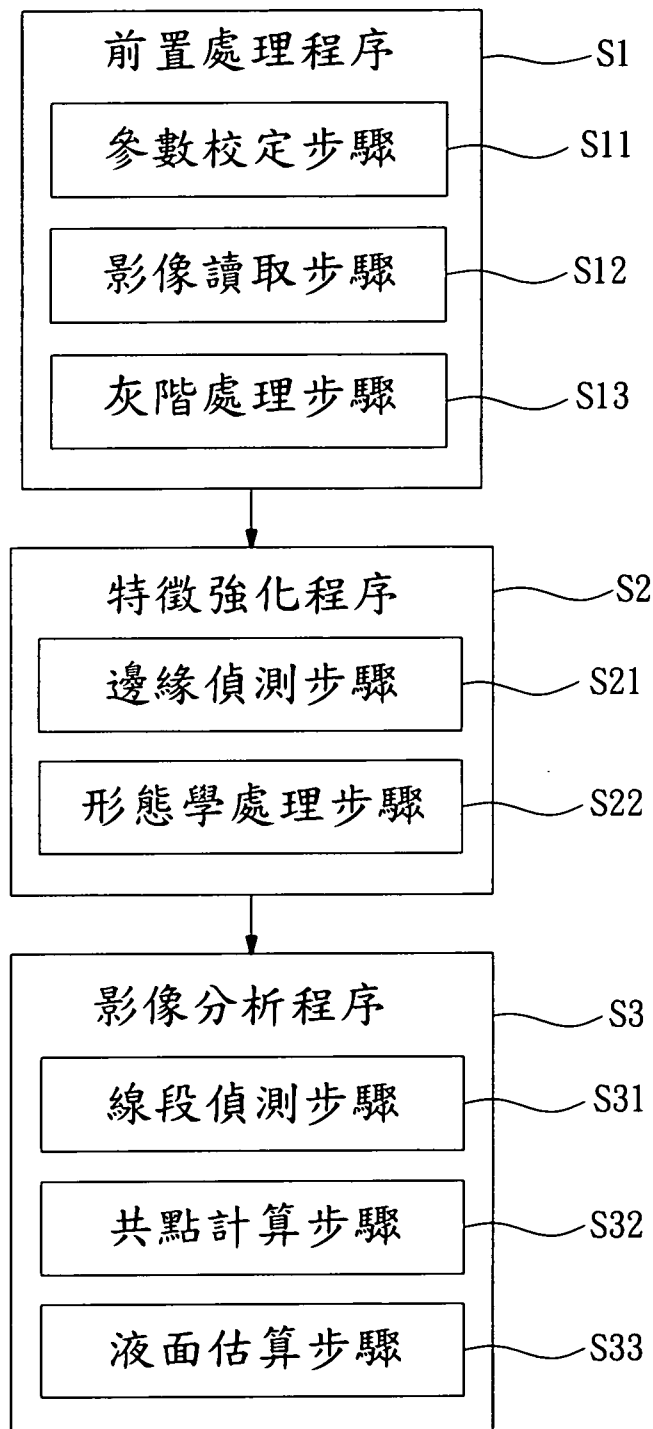 前置處理程序 S1
參數校定步驟 S11
影像讀取步驟 S12
灰階處理步驟 S13
特徵強化程序 S2
邊緣偵測步驟 S21
形態學處理步驟 S22
影像分析程序 S3
線段偵測步驟 S31
共點計算步驟 S32
液面估算步驟 S33